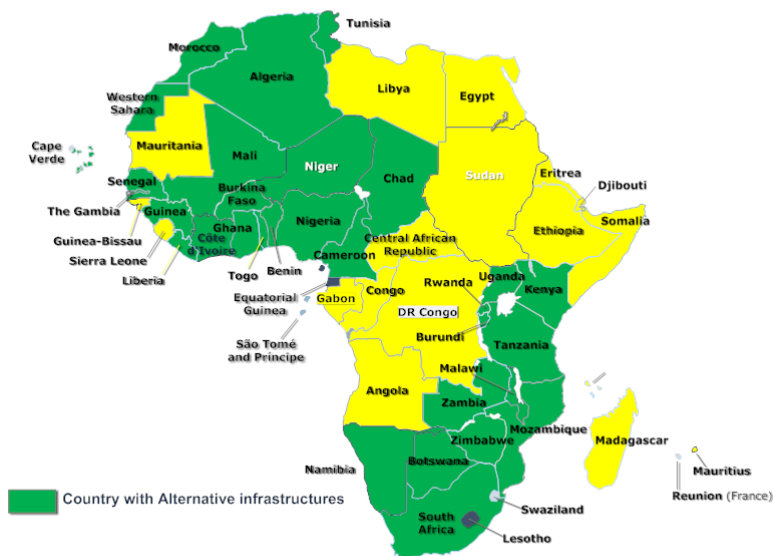 Tunisia
Morocco
Algeria
Libya
Egypt
Western
Sahara
Mauritania
Cape
Verde
Mali
Niger
Chad
Sudan
Eritrea
Djibouti
Senegal
The Gambia
Burkina
Faso
Guinea
Nigeria
Somalia
Ethiopia
Guinea-Bissau
Ghana
Côte
d'Ivoire
Sierra Leone
Liberia
Togo
Benin
Cameroon
Central African
Republic
Equatorial
Guinea
Gabon
Congo
Rwanda
Uganda
Kenya
DR Congo
São Tomé
and Principe
Burundi
Tanzania
Malawi
Angola
Zambia
Mozambique
Madagascar
Zimbabwe
Namibia
Botswana
Mauritius
Reunion (France)
Country with Alternative infrastructures
Swaziland
South
Africa
Lesotho